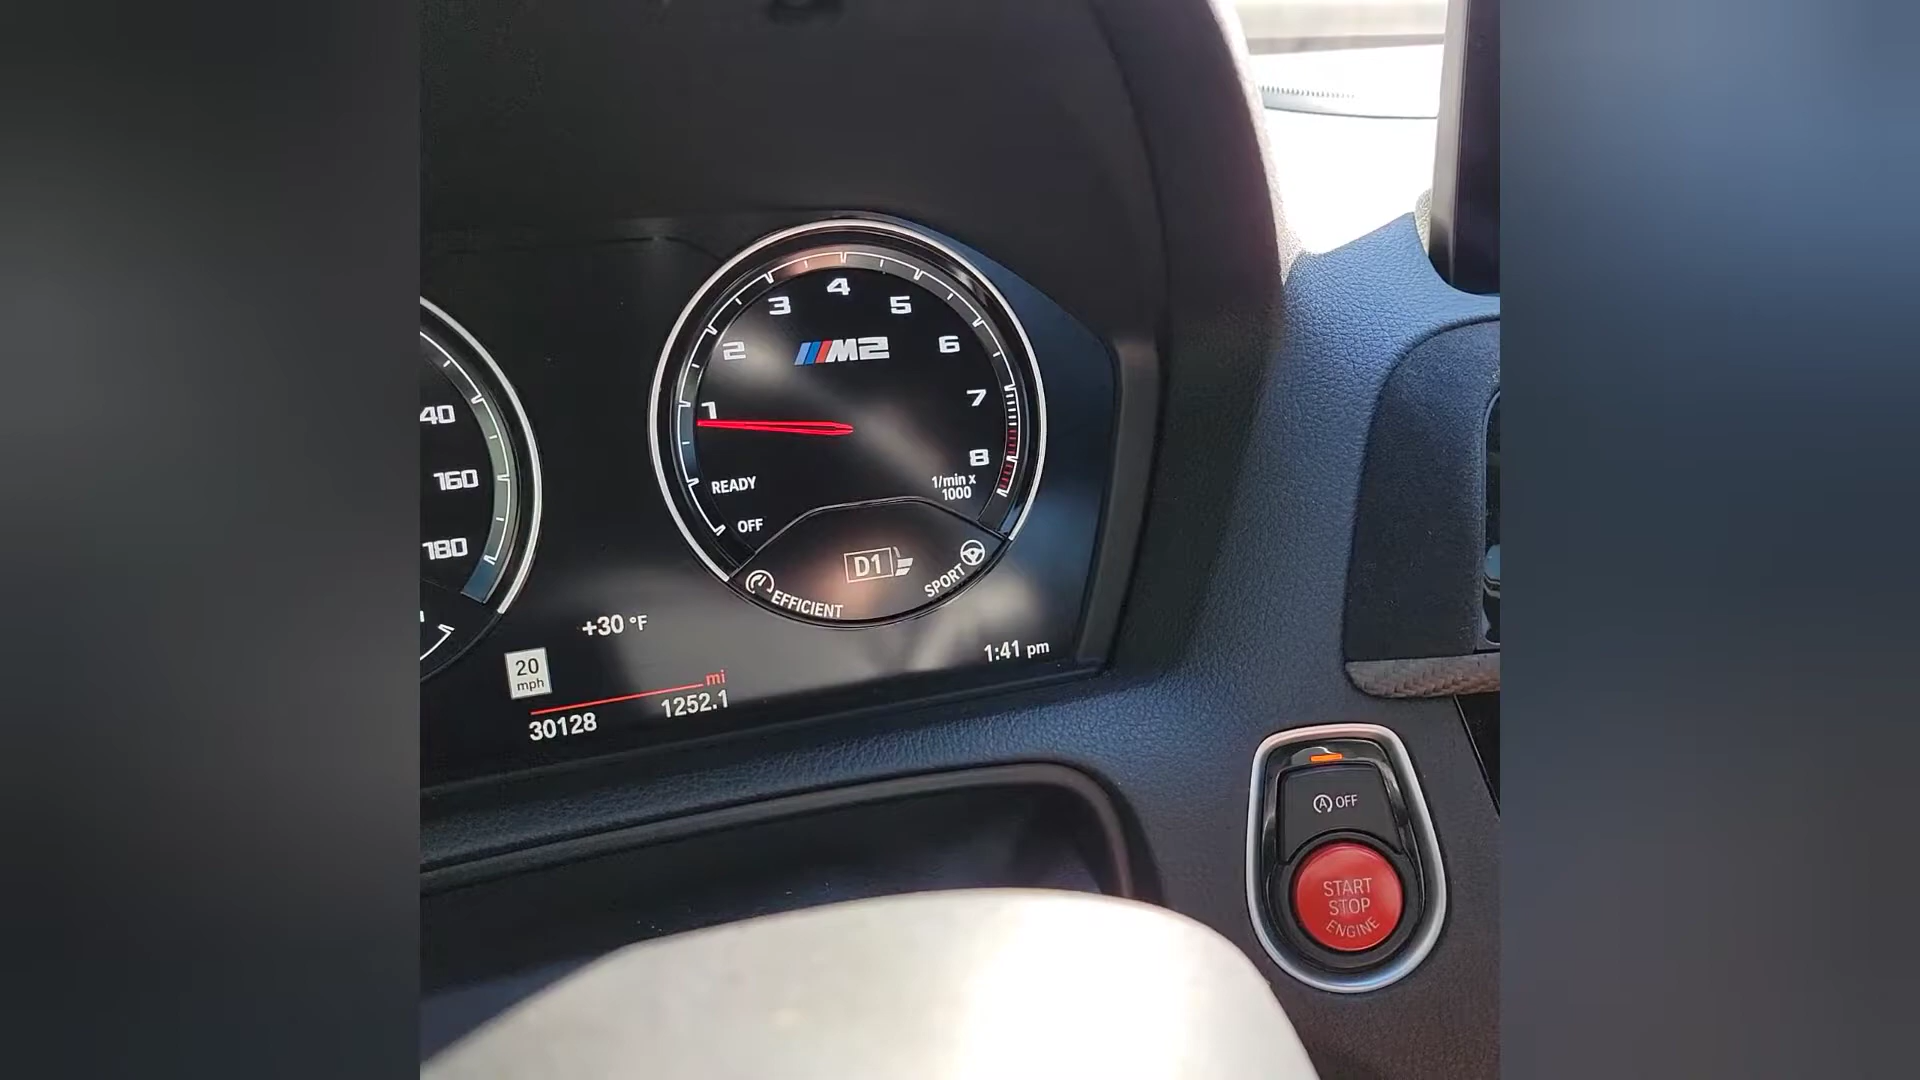 4
3
5
M2
2
6
40
1
7
160
8
READY
1/min x
1000
OFF
180
D1
SPORT
EFFICIENT
+30 °F
1:41 pm
20
mph
mi
30128
1252.1
A OFF
START
STOP
ENGINE